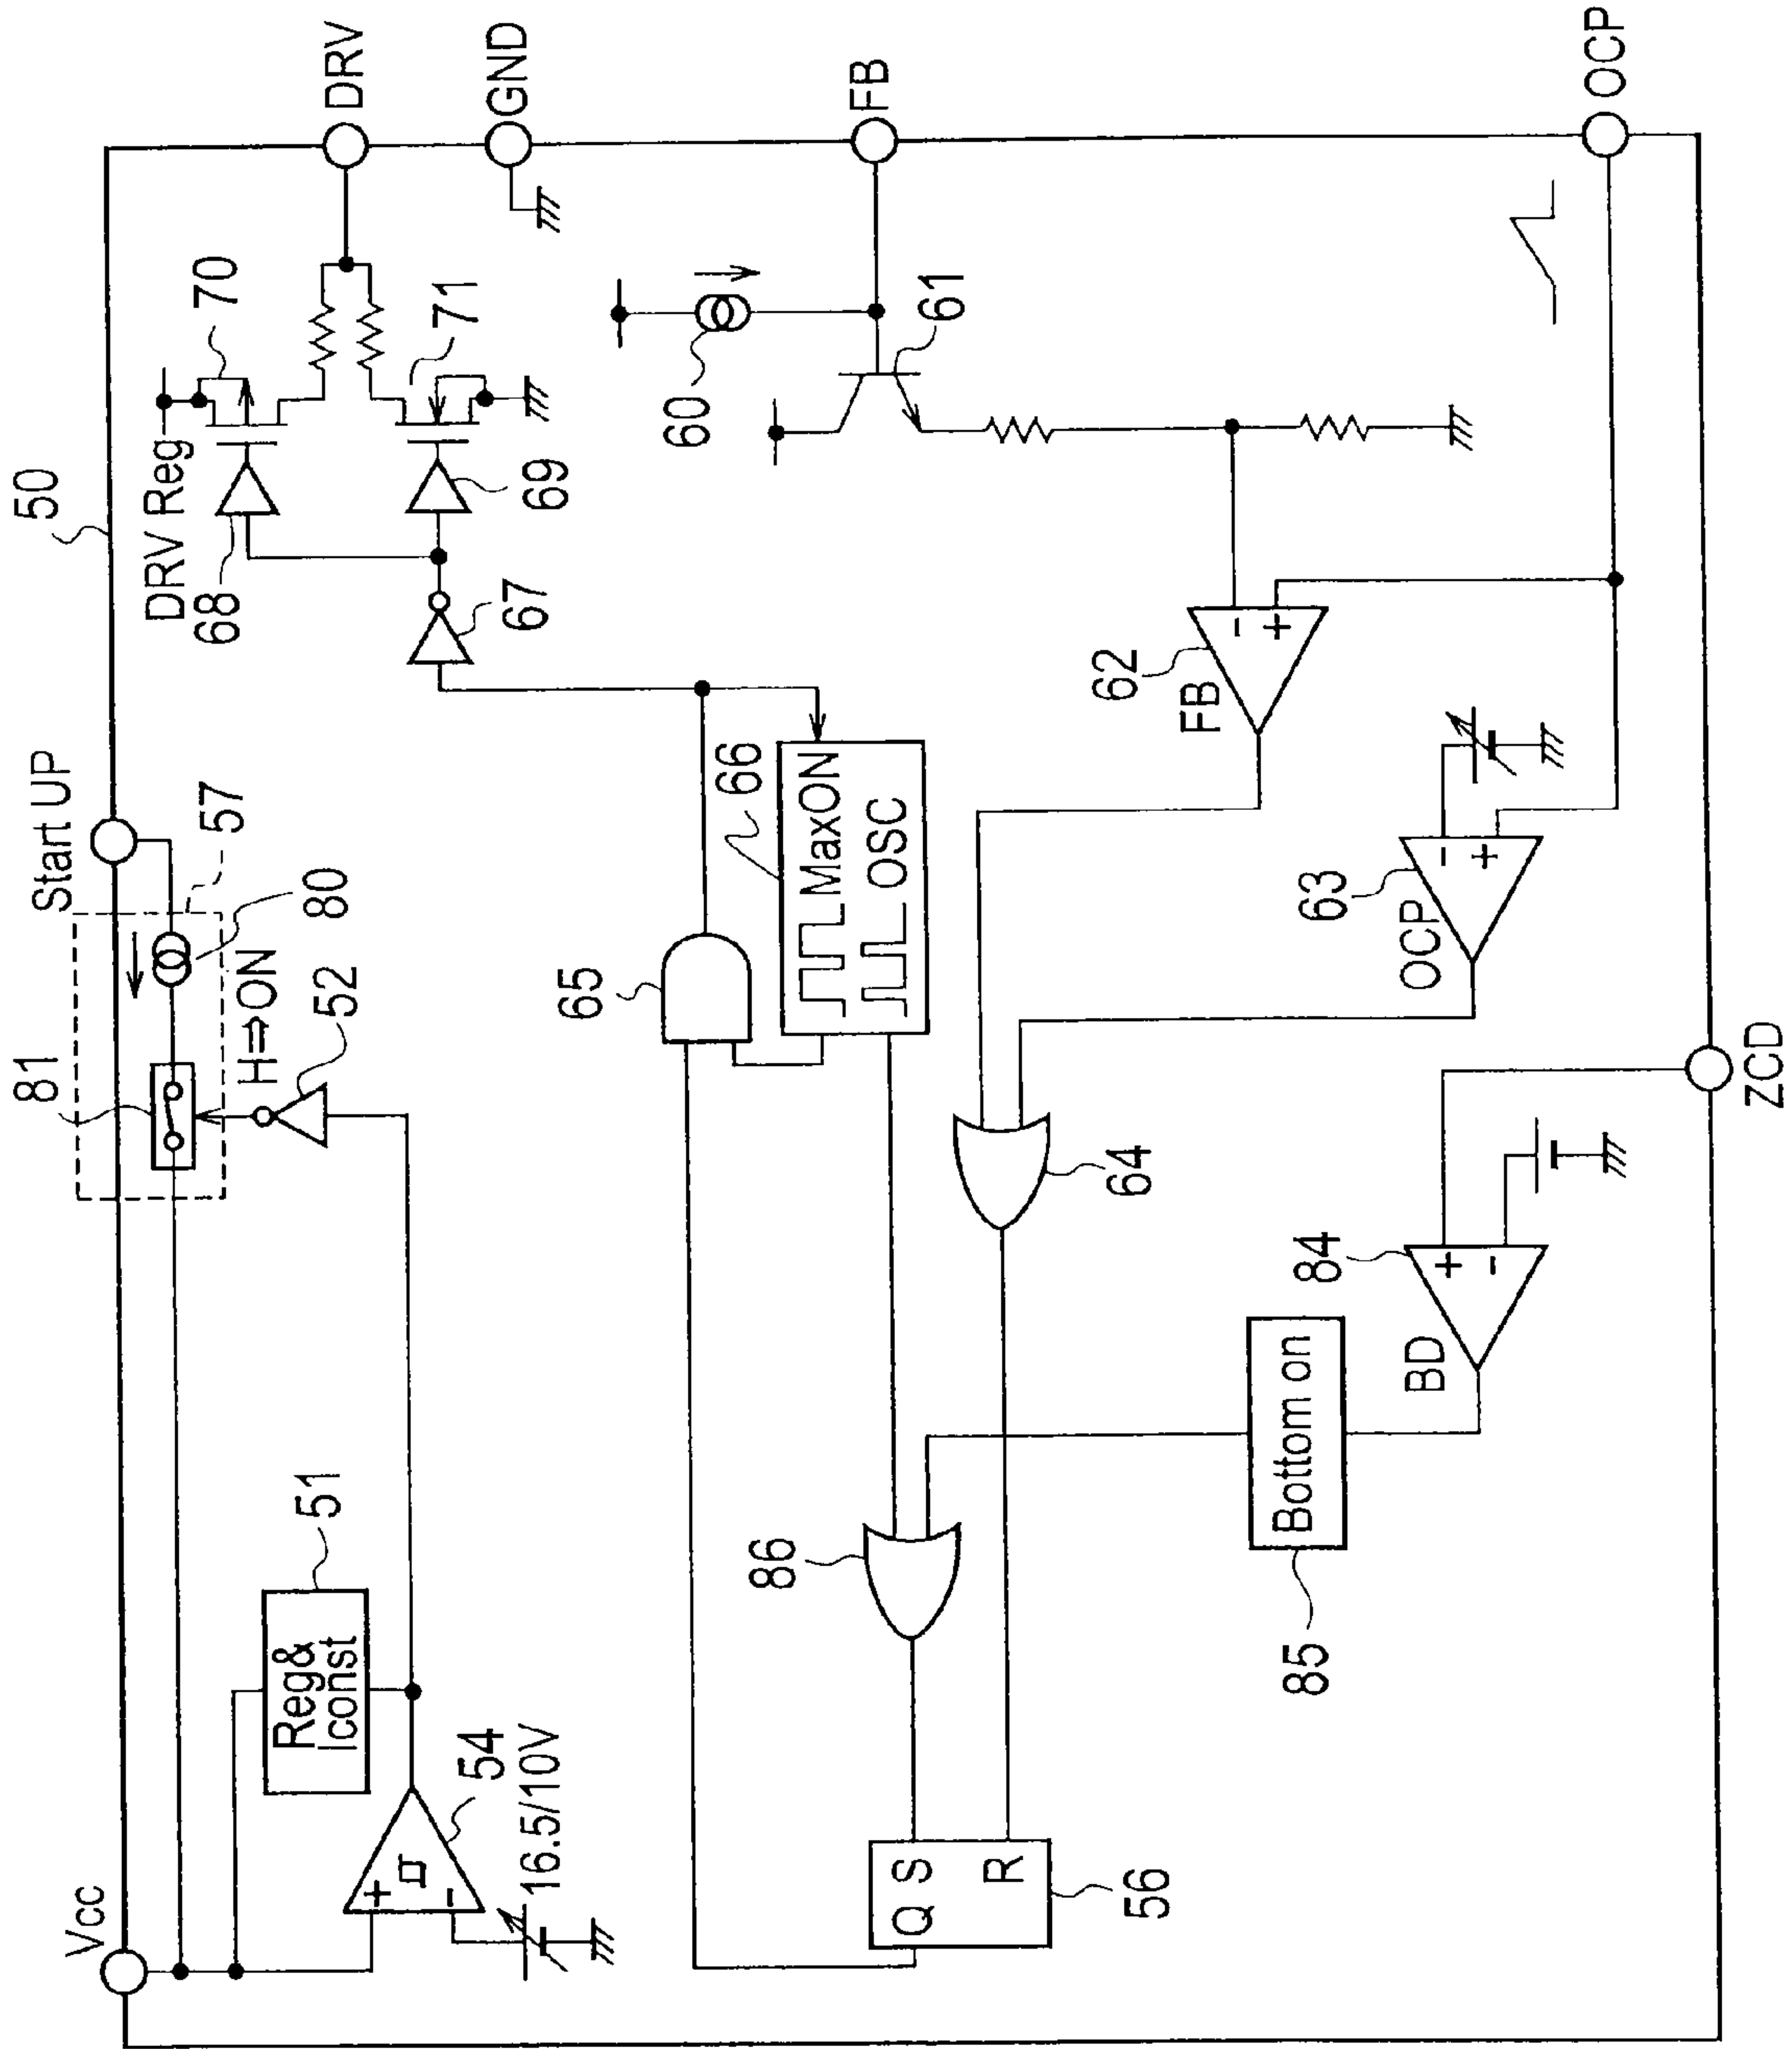 50
Vcc
Start UP
DRV
GND
FB
OCP
ZCD
81
57
80
H⇒ON
52
51
Reg&
Iconst
+
-
54
16.5/10V
DRV Reg
68
70
69
71
67
60
61
65
66
MaxON
OSC
62
FB
-
+
63
OCP
-
+
64
84
BD
+
-
Bottom on
85
86
Q S
R
56